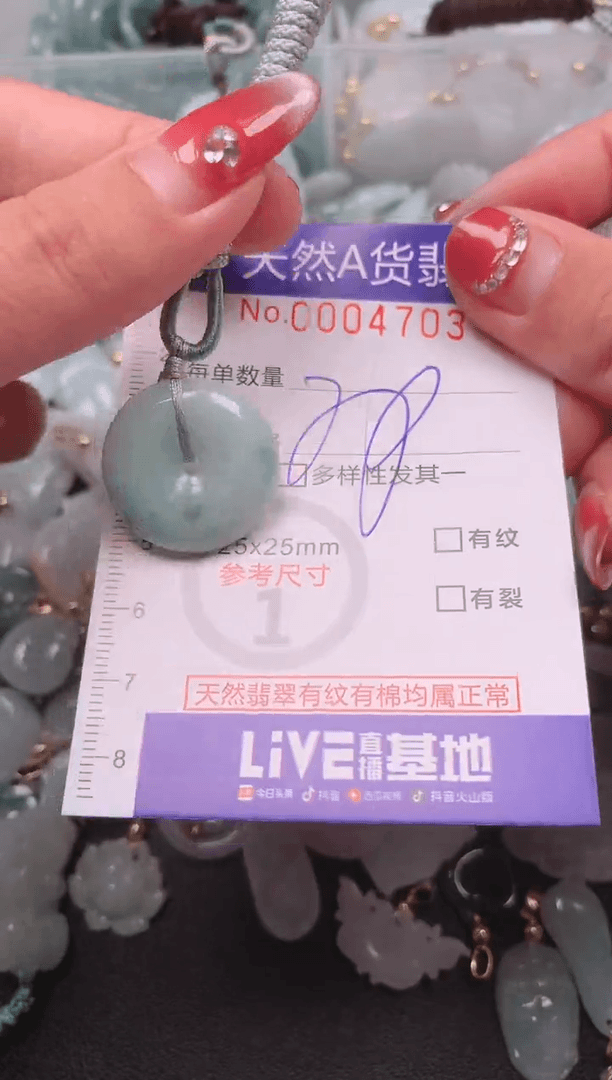 天然A货翡
No.0004703
每单数量
多样性发其一
25x25mm
有纹
参考尺寸
1
有裂
6
7
8
天然翡翠有纹有棉均属正常
LiVE直播基地
今日头条 抖音 西瓜视频 抖音火山版